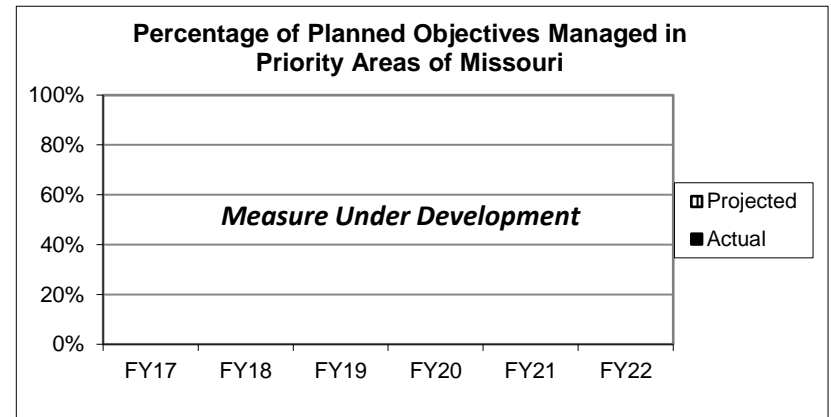 Percentage of Planned Objectives Managed in
Priority Areas of Missouri
100%
80%
60%
40%
20%
0%
Measure Under Development
FY17 FY18 FY19 FY20 FY21 FY22
Projected
Actual